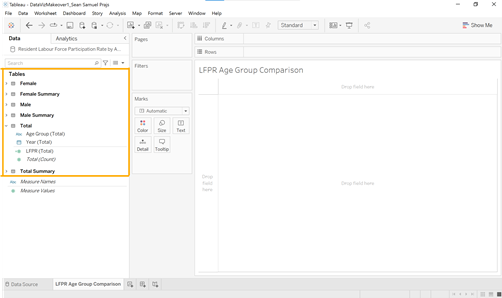 Tableau - DataVizMakeover1_Sean Samuel Prajs
File Data Worksheet Dashboard Story Analysis Map Format Server Window Help
Standard
Show Me
Data Analytics
Resident Labour Force Participation Rate by A...
Search
Tables
Female
Female Summary
Male
Male Summary
Total
Age Group (Total)
Year (Total)
LFPR (Total)
Total (Count)
Total Summary
Measure Names
Measure Values
Pages
Filters
Marks
Automatic
Color Size Text
Detail Tooltip
Columns
Rows
LFPR Age Group Comparison
Drop field here
Drop
field
here
Drop field here
Data Source LFPR Age Group Comparison